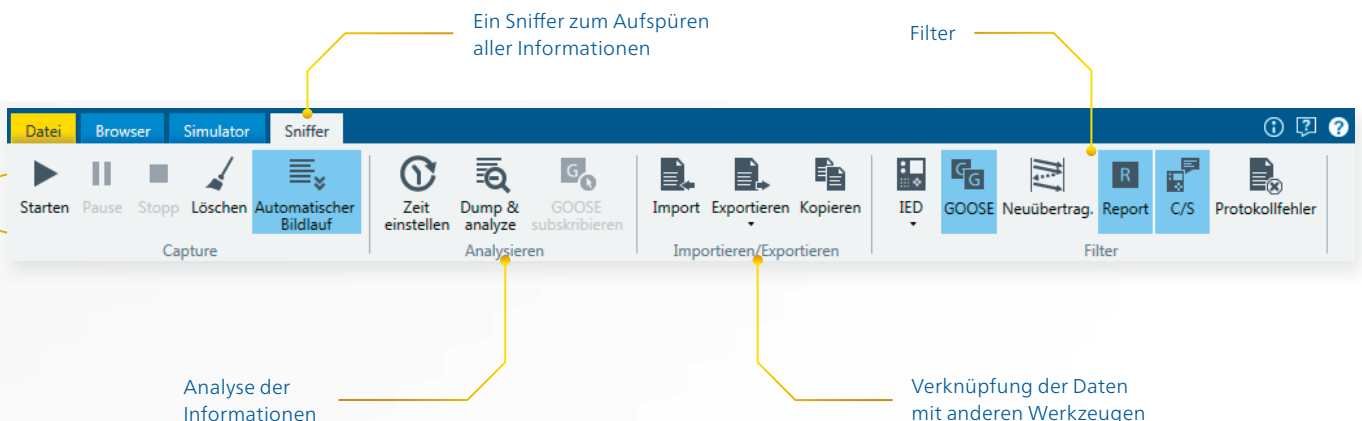 Ein Sniffer zum Aufspüren
aller Informationen
Filter
Datei Browser Simulator Sniffer
Starten Pause Stopp Löschen Automatischer
Bildlauf
Zeit
einstellen
Dump &
analyze
GOOSE
subskribieren
Import Exportieren Kopieren
IED GOOSE Neuübertrag. Report C/S Protokollfehler
Capture Analysieren Importieren/Exportieren Filter
Analyse der
Informationen
Verknüpfung der Daten
mit anderen Werkzeugen